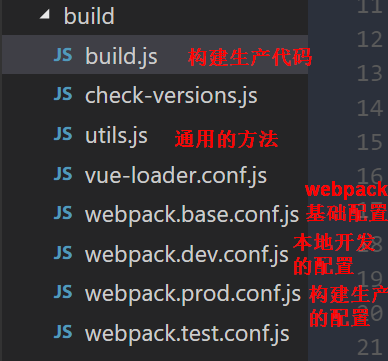 build
JS build.js 构建生产代码
JS check-versions.js
JS utils.js 通用的方法
JS vue-loader.conf.js
webpack
JS webpack.base.conf.js 基础配置
本地开发
JS webpack.dev.conf.js 的配置
JS webpack.prod.conf.js 构建生产
的配置
JS webpack.test.conf.js
11
12
13
14
15
16
18
19
20
21